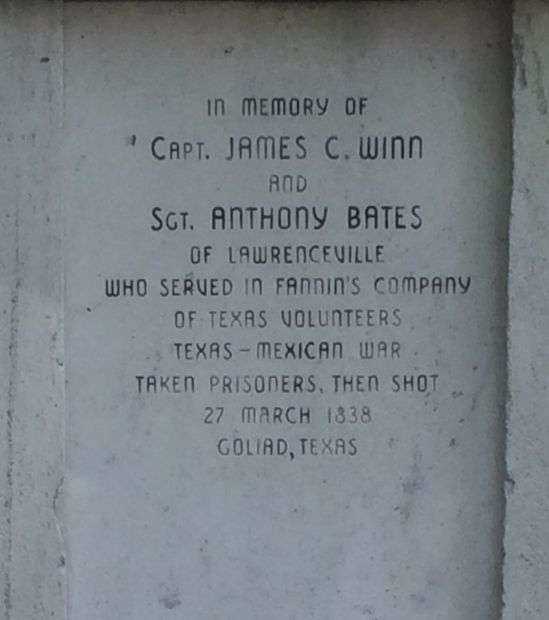 IN MEMORY OF
CAPT. JAMES C. WINN
AND
SGT. ANTHONY BATES
OF LAWRENCEVILLE
WHO SERVED IN FANNIN'S COMPANY
OF TEXAS VOLUNTEERS
TEXAS-MEXICAN WAR
TAKEN PRISONERS, THEN SHOT
27 MARCH 1838
GOLIAD, TEXAS